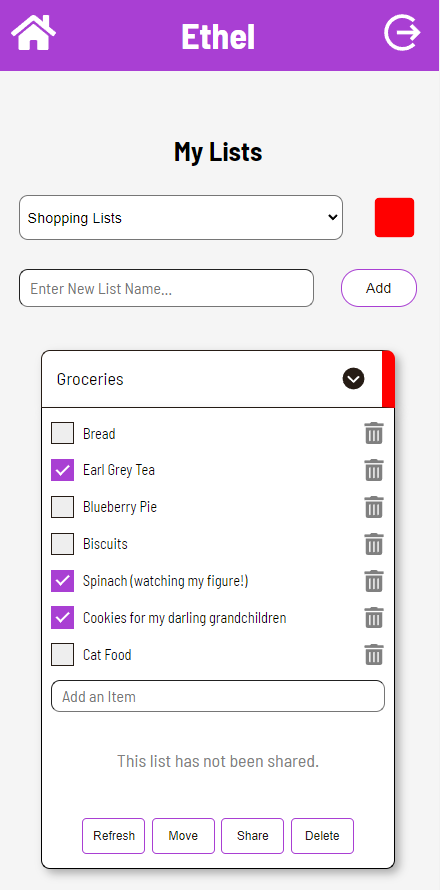 Ethel
My Lists
Shopping Lists
Enter New List Name...
Add
Groceries
Bread
Earl Grey Tea
Blueberry Pie
Biscuits
Spinach (watching my figure!)
Cookies for my darling grandchildren
Cat Food
Add an Item
This list has not been shared.
Refresh Move Share Delete